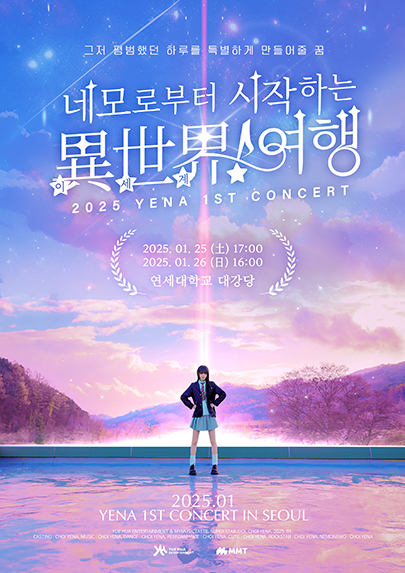 그저 평범했던 하루를 특별하게 만들어줄 꿈
네모로부터 시작하는
異世界 여행
이세계
2025 YENA 1ST CONCERT
2025. 01. 25 (土) 17:00
2025. 01. 26 (日) 16:00
연세대학교 대강당
2025.01
YENA 1ST CONCERT IN SEOUL
YUE HUA
MMT